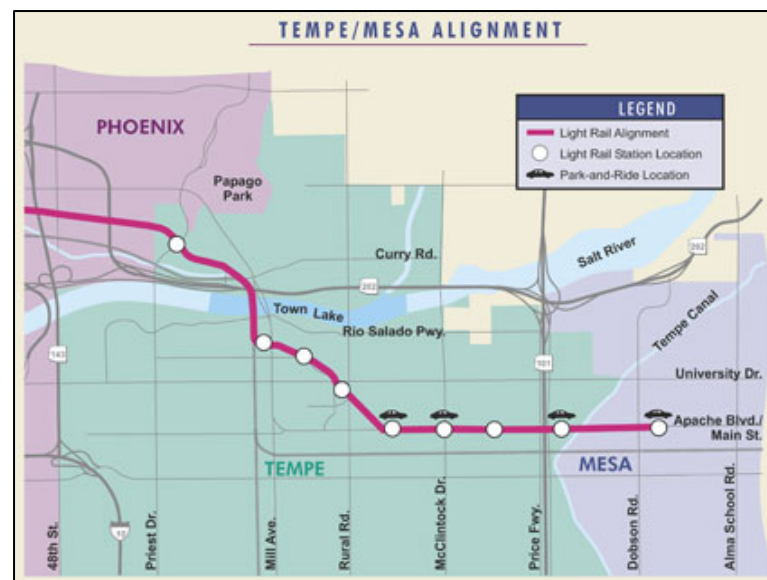 TEMPE/MESA ALIGNMENT
LEGEND
Light Rail Alignment
Light Rail Station Location
Park-and-Ride Location
PHOENIX
Papago
Park
Curry Rd.
Salt River
202
202
Town Lake
Rio Salado Pwy.
Tempe Canal
143
101
University Dr.
Apache Blvd./
Main St.
TEMPE
MESA
10
48th St.
Priest Dr.
Mill Ave.
Rural Rd.
McClintock Dr.
Price Fwy.
Dobson Rd.
Alma School Rd.